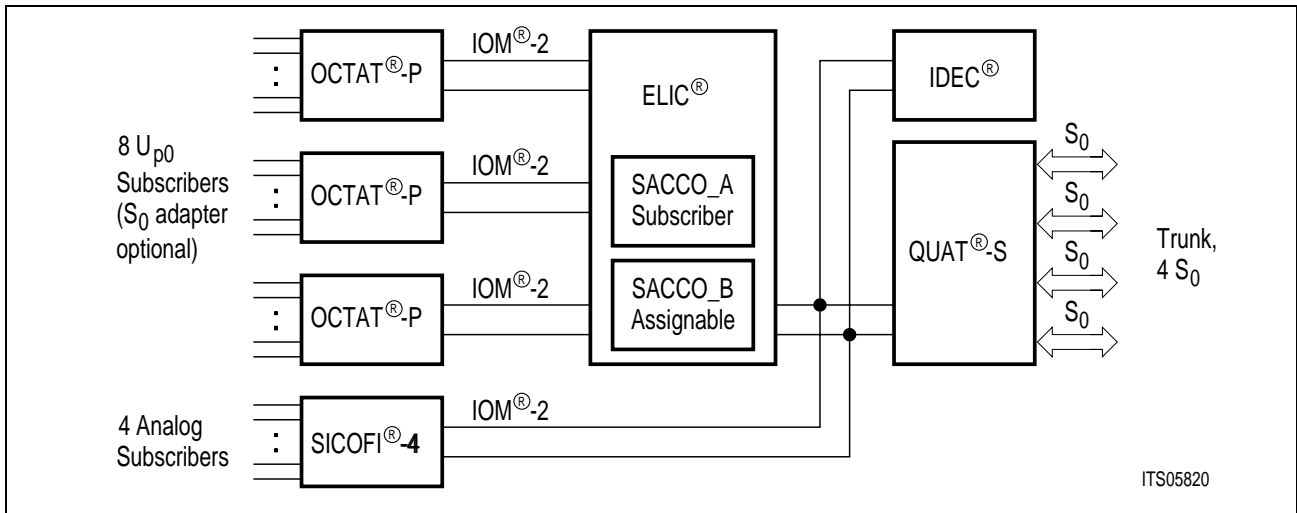 OCTAT®-P
IOM®-2
ELIC®
IDEC®
8 Up0
Subscribers
(S0 adapter
optional)
OCTAT®-P
IOM®-2
SACCO_A
Subscriber
QUAT®-S
S0
S0
S0
S0
Trunk,
4 S0
OCTAT®-P
IOM®-2
SACCO_B
Assignable
4 Analog
Subscribers
SICOFI®-4
IOM®-2
ITS05820